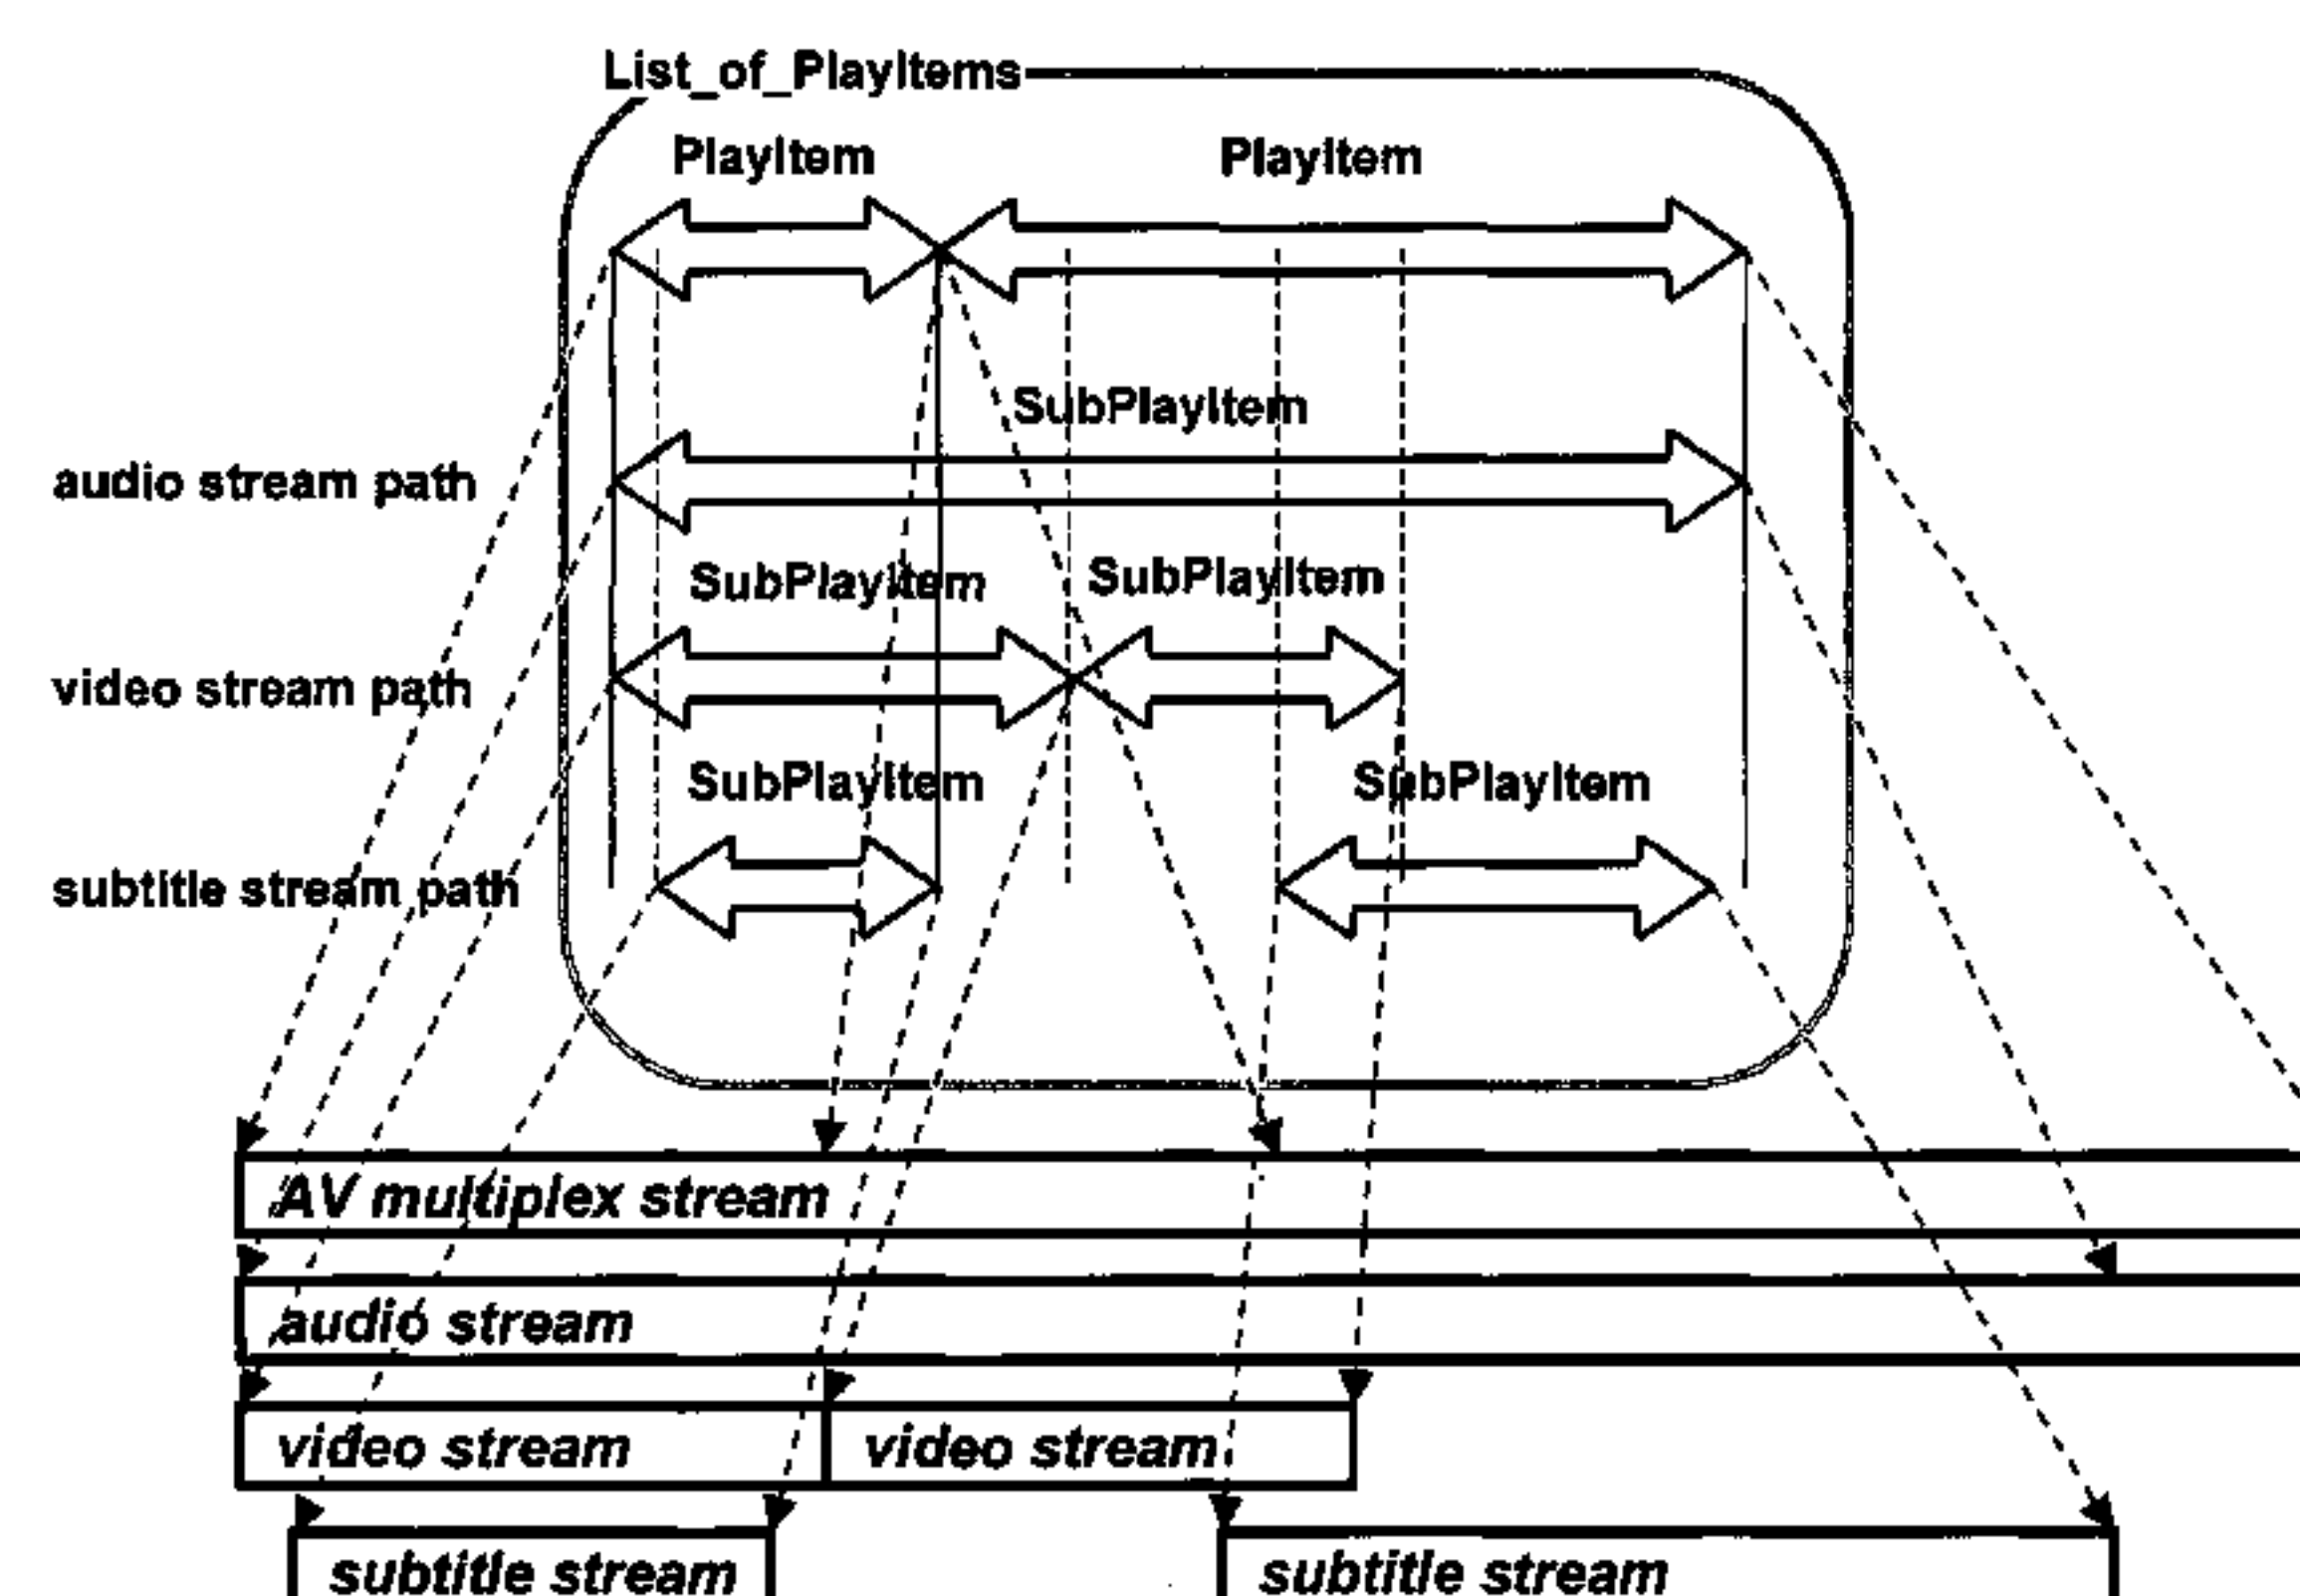 List_of_PlayItems
PlayItem PlayItem
SubPlayItem
audio stream path
SubPlayItem SubPlayItem
video stream path
SubPlayItem SubPlayItem
subtitle stream path
AV multiplex stream
audio stream
video stream video stream
subtitle stream subtitle stream